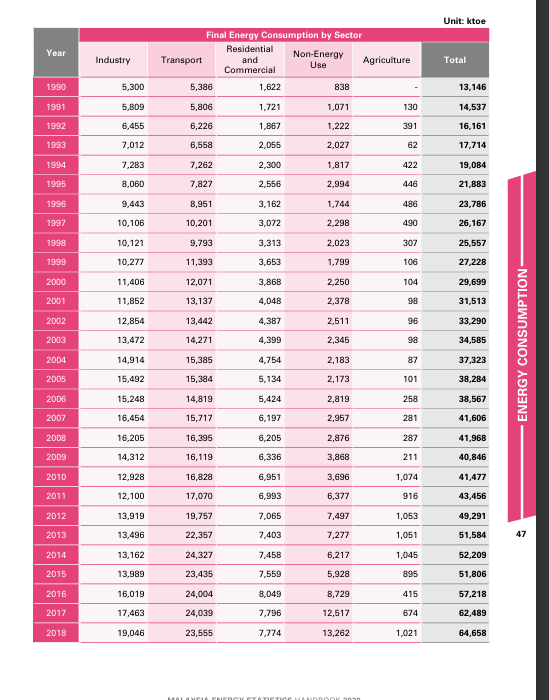 Unit: ktoe
Final Energy Consumption by Sector
Year Industry Transport Residential and Commercial Non-Energy Use Agriculture Total
1990 5,300 5,386 1,622 838 - 13,146
1991 5,809 5,806 1,721 1,071 130 14,537
1992 6,455 6,226 1,867 1,222 391 16,161
1993 7,012 6,558 2,055 2,027 62 17,714
1994 7,283 7,262 2,300 1,817 422 19,084
1995 8,060 7,827 2,556 2,994 446 21,883
1996 9,443 8,951 3,162 1,744 486 23,786
1997 10,106 10,201 3,072 2,298 490 26,167
1998 10,121 9,793 3,313 2,023 307 25,557
1999 10,277 11,393 3,653 1,799 106 27,228
2000 11,406 12,071 3,868 2,250 104 29,699
2001 11,852 13,137 4,048 2,378 98 31,513
2002 12,854 13,442 4,387 2,511 96 33,290
2003 13,472 14,271 4,399 2,345 98 34,585
2004 14,914 15,385 4,754 2,183 87 37,323
2005 15,492 15,384 5,134 2,173 101 38,284
2006 15,248 14,819 5,424 2,819 258 38,567
2007 16,454 15,717 6,197 2,957 281 41,606
2008 16,205 16,395 6,205 2,876 287 41,968
2009 14,312 16,119 6,336 3,868 211 40,846
2010 12,928 16,828 6,951 3,696 1,074 41,477
2011 12,100 17,070 6,993 6,377 916 43,456
2012 13,919 19,757 7,065 7,497 1,053 49,291
2013 13,496 22,357 7,403 7,277 1,051 51,584
2014 13,162 24,327 7,458 6,217 1,045 52,209
2015 13,989 23,435 7,559 5,928 895 51,806
2016 16,019 24,004 8,049 8,729 415 57,218
2017 17,463 24,039 7,796 12,517 674 62,489
2018 19,046 23,555 7,774 13,262 1,021 64,658
ENERGY CONSUMPTION
47
MALAYSIA ENERGY STATISTICS HANDBOOK 2020